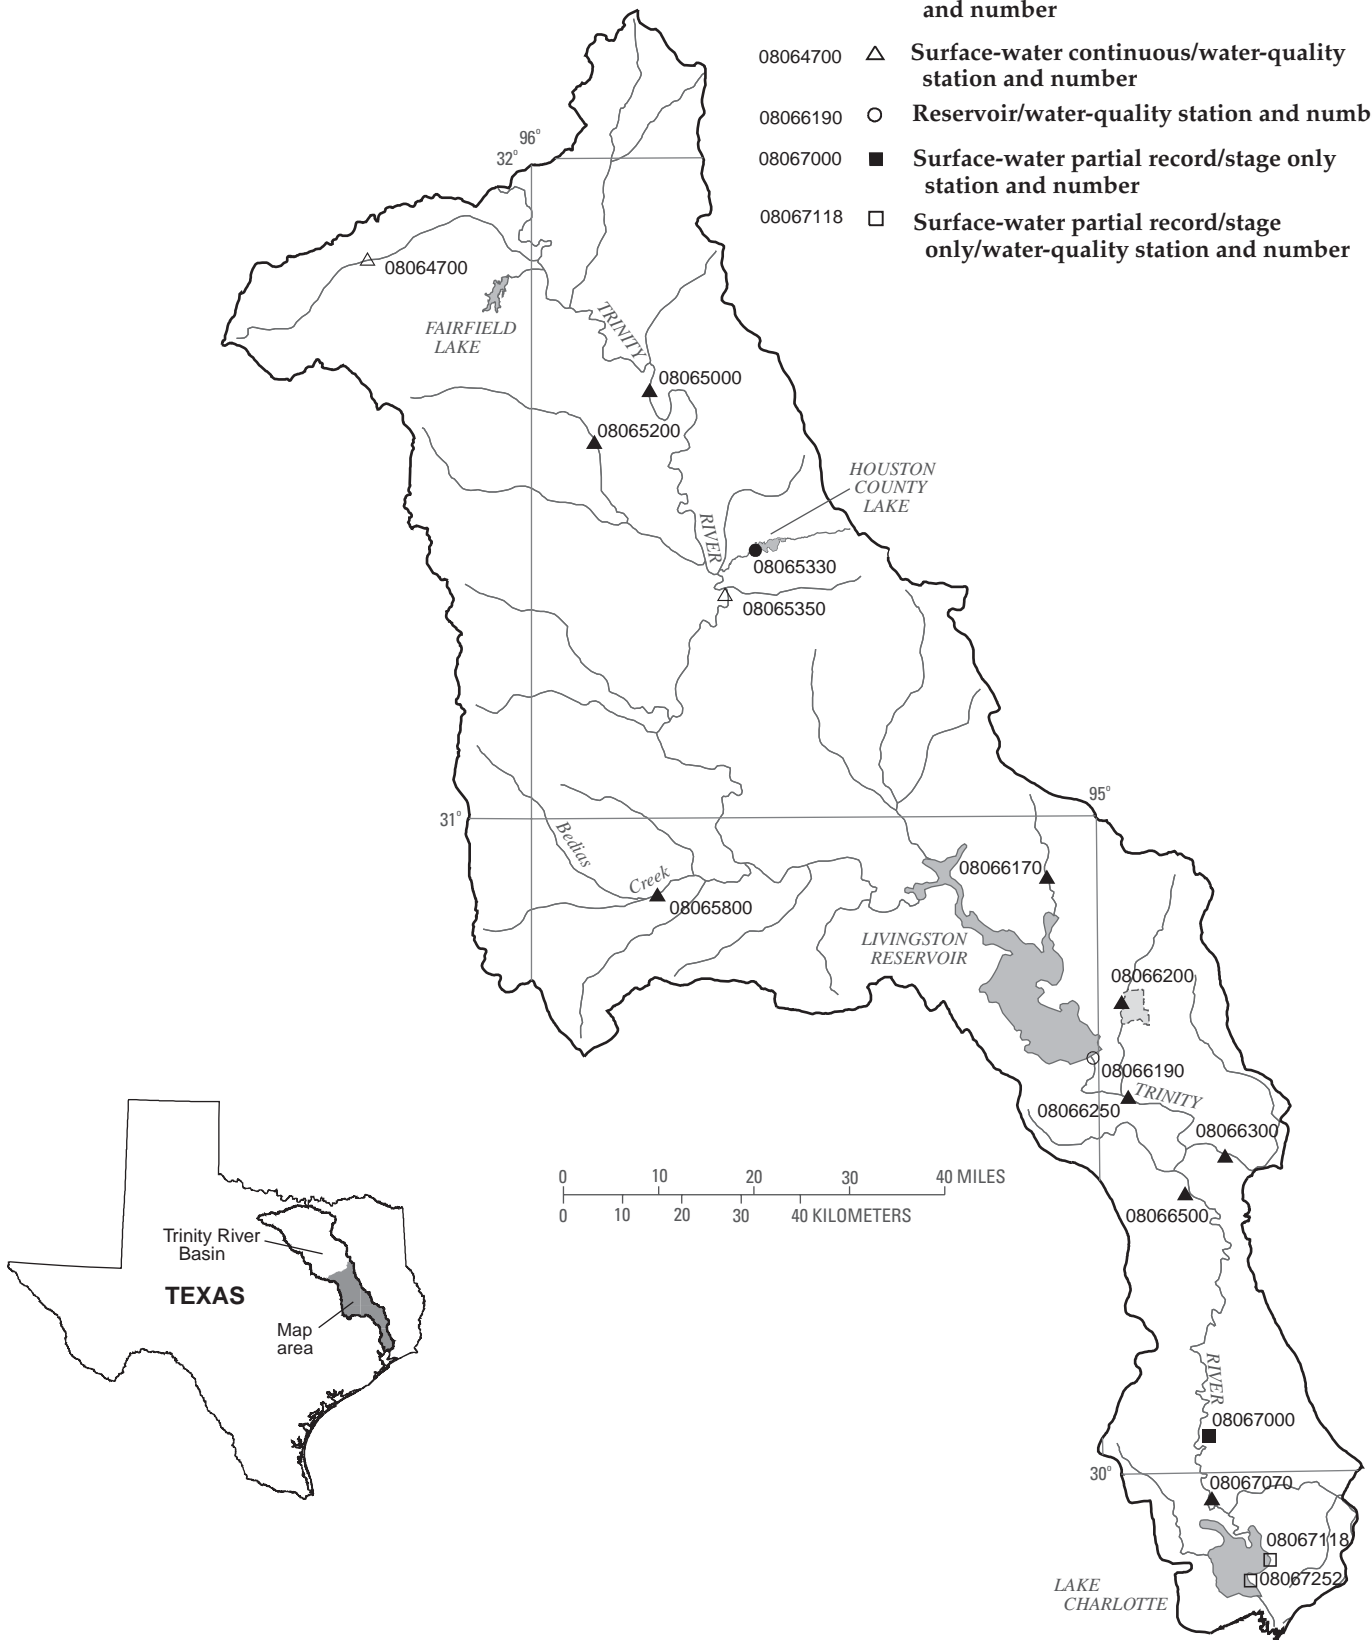 and number
08064700 Surface-water continuous/water-quality
station and number
08066190 Reservoir/water-quality station and numb
08067000 Surface-water partial record/stage only
station and number
08067118 Surface-water partial record/stage
only/water-quality station and number
96°
32°
08064700
FAIRFIELD
LAKE
TRINITY
08065000
08065200
HOUSTON
COUNTY
LAKE
RIVER
08065330
08065350
95°
31°
Bedias
Creek
08065800
08066170
LIVINGSTON
RESERVOIR
08066200
08066190
TRINITY
08066250
08066300
08066500
0 10 20 30 40 MILES
0 10 20 30 40 KILOMETERS
Trinity River
Basin
TEXAS
Map
area
RIVER
08067000
30°
08067070
08067118
08067252
LAKE
CHARLOTTE